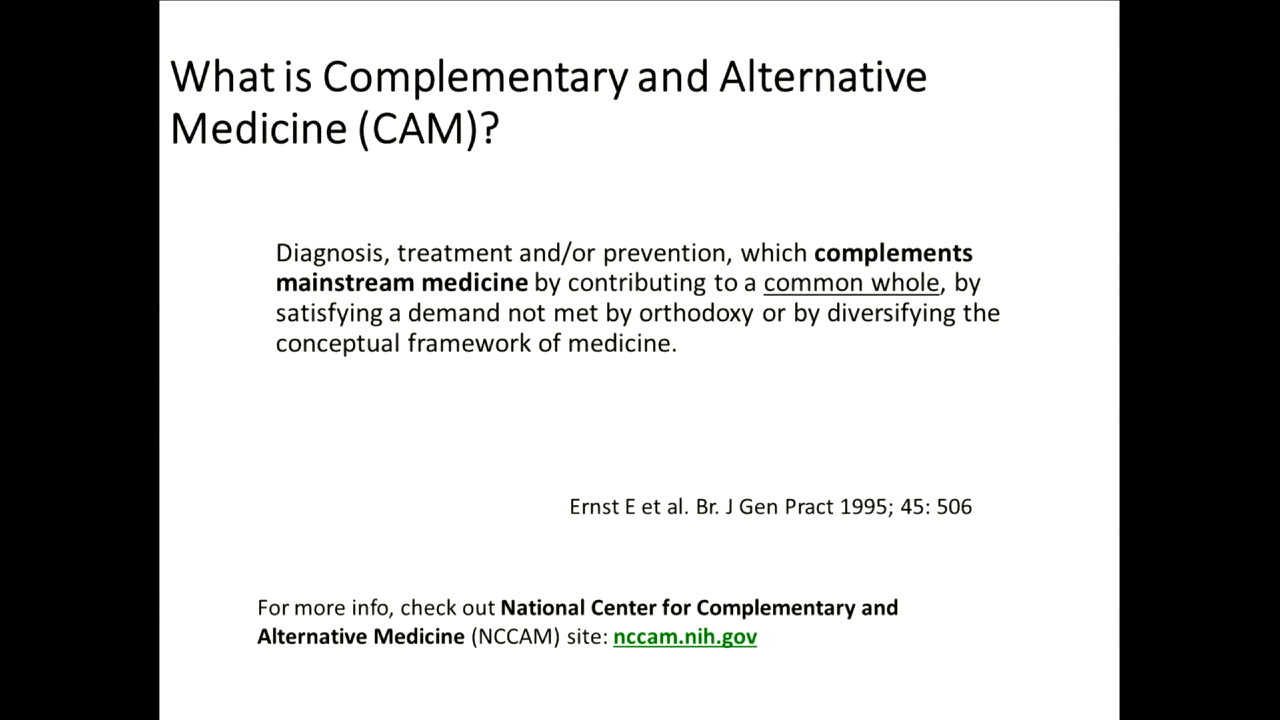 What is Complementary and Alternative
Medicine (CAM)?
Diagnosis, treatment and/or prevention, which complements
mainstream medicine by contributing to a common whole, by
satisfying a demand not met by orthodoxy or by diversifying the
conceptual framework of medicine.
Ernst E et al. Br. J Gen Pract 1995; 45: 506
For more info, check out National Center for Complementary and
Alternative Medicine (NCCAM) site: nccam.nih.gov